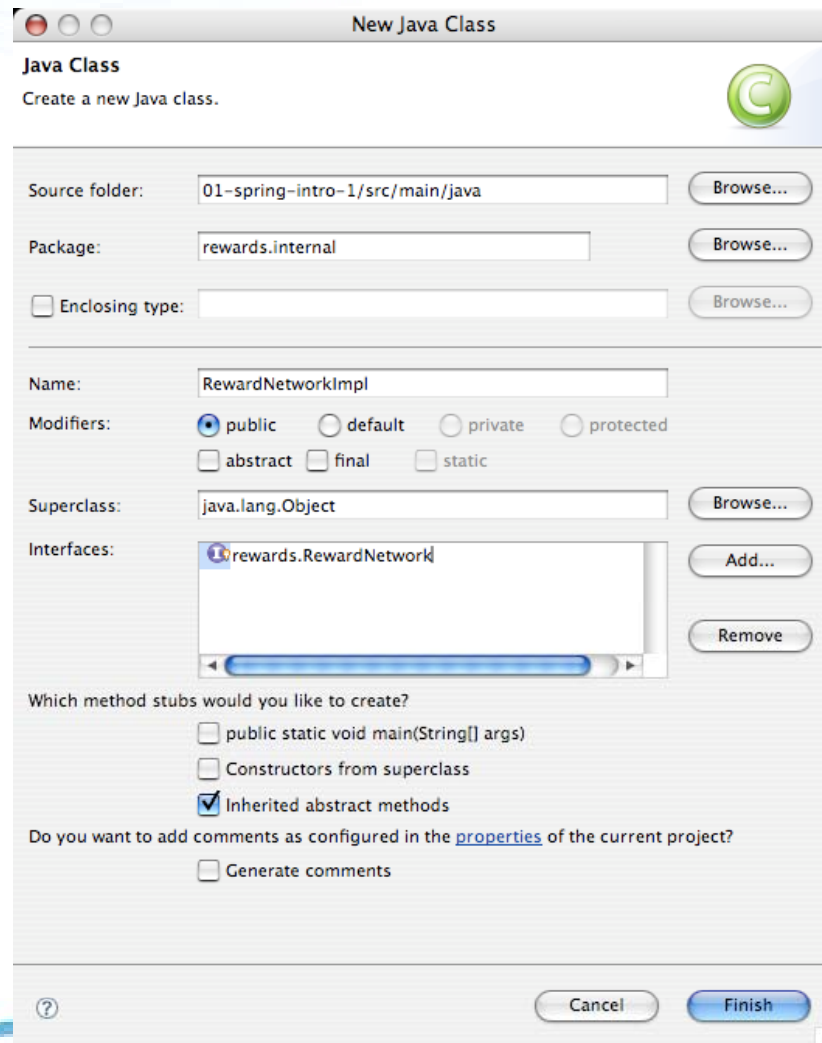 New Java Class
Java Class
Create a new Java class.
C
Source folder: 01-spring-intro-1/src/main/java Browse...
Package: rewards.internal Browse...
Enclosing type: Browse...
Name: RewardNetworkImpl
Modifiers: public default private protected
abstract final static
Superclass: java.lang.Object Browse...
Interfaces: I rewards.RewardNetwork Add...
Remove
Which method stubs would you like to create?
public static void main(String[] args)
Constructors from superclass
Inherited abstract methods
Do you want to add comments as configured in the properties of the current project?
Generate comments
? Cancel Finish